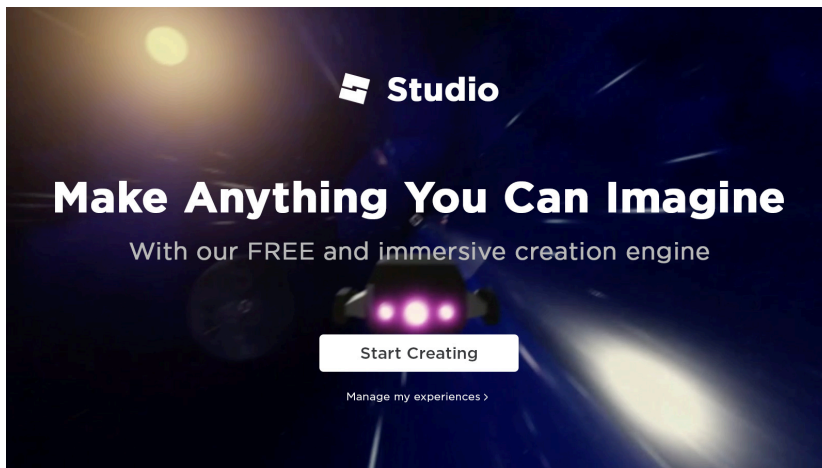 Studio
Make Anything You Can Imagine
With our FREE and immersive creation engine
Start Creating
Manage my experiences >